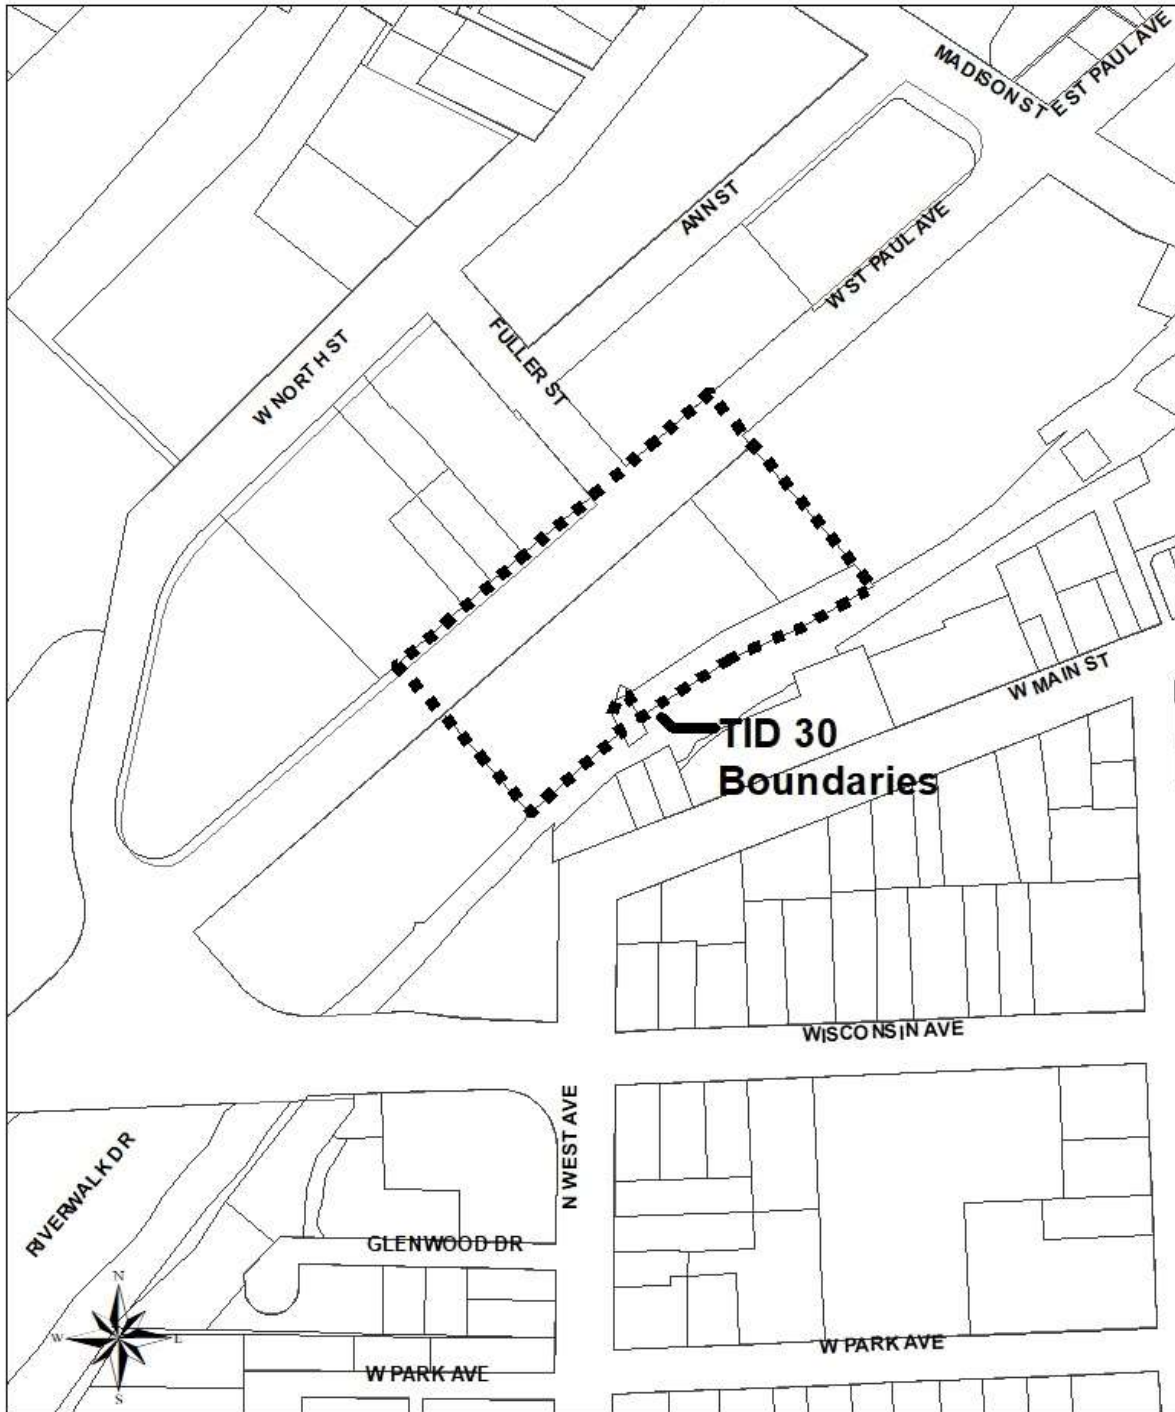 MADISON ST
E ST PAUL AVE
ANN ST
W ST PAUL AVE
FULLER ST
W NORTH ST
W MAIN ST
TID 30
Boundaries
WISCONSIN AVE
N WEST AVE
RIVERWALK DR
GLENWOOD DR
N
W
E
S
W PARK AVE
W PARK AVE